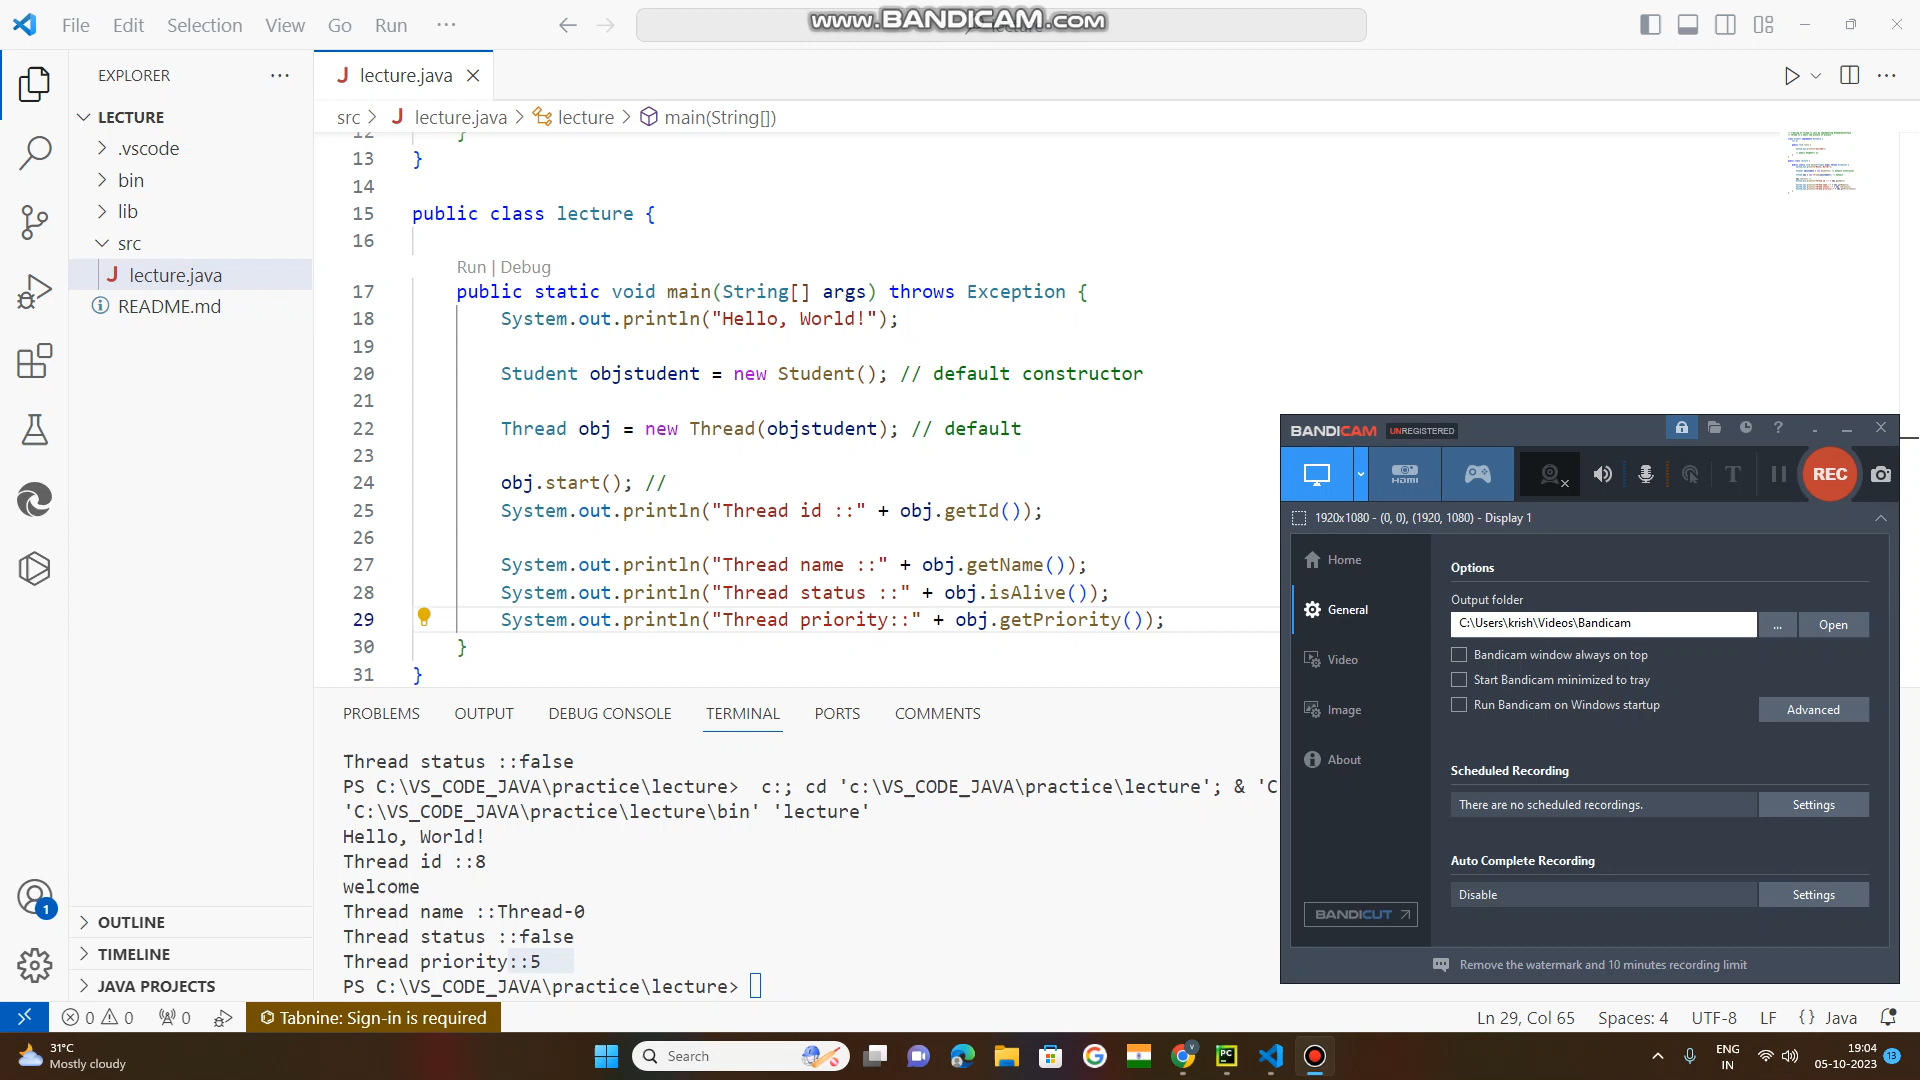 File Edit Selection View Go Run ···
www.BANDICAM.com
EXPLORER
lecture.java
LECTURE
.vscode
bin
lib
src
lecture.java
README.md
OUTLINE
TIMELINE
JAVA PROJECTS
src > lecture.java > lecture > main(String[])
12 }
13 }
14
15 public class lecture {
16
Run | Debug
17 public static void main(String[] args) throws Exception {
18 System.out.println("Hello, World!");
19
20 Student objstudent = new Student(); // default constructor
21
22 Thread obj = new Thread(objstudent); // default
23
24 obj.start(); //
25 System.out.println("Thread id ::" + obj.getId());
26
27 System.out.println("Thread name ::" + obj.getName());
28 System.out.println("Thread status ::" + obj.isAlive());
29 System.out.println("Thread priority::" + obj.getPriority());
30 }
31 }
PROBLEMS OUTPUT DEBUG CONSOLE TERMINAL PORTS COMMENTS
Thread status ::false
PS C:\VS_CODE_JAVA\practice\lecture> c:; cd 'c:\VS_CODE_JAVA\practice\lecture'; & 'C
'C:\VS_CODE_JAVA\practice\lecture\bin' 'lecture'
Hello, World!
Thread id ::8
welcome
Thread name ::Thread-0
Thread status ::false
Thread priority::5
PS C:\VS_CODE_JAVA\practice\lecture>
BANDICAM UNREGISTERED
HDMI
REC
1920x1080 - (0, 0), (1920, 1080) - Display 1
Home
General
Video
Image
About
BANDICUT
Options
Output folder
C:\Users\krish\Videos\Bandicam
... Open
Bandicam window always on top
Start Bandicam minimized to tray
Run Bandicam on Windows startup
Advanced
Scheduled Recording
There are no scheduled recordings. Settings
Auto Complete Recording
Disable Settings
Remove the watermark and 10 minutes recording limit
0 0 0 Tabnine: Sign-in is required
Ln 29, Col 65 Spaces: 4 UTF-8 LF {} Java
1
31°C
Mostly cloudy
Search
ENG
IN
19:04
05-10-2023
13